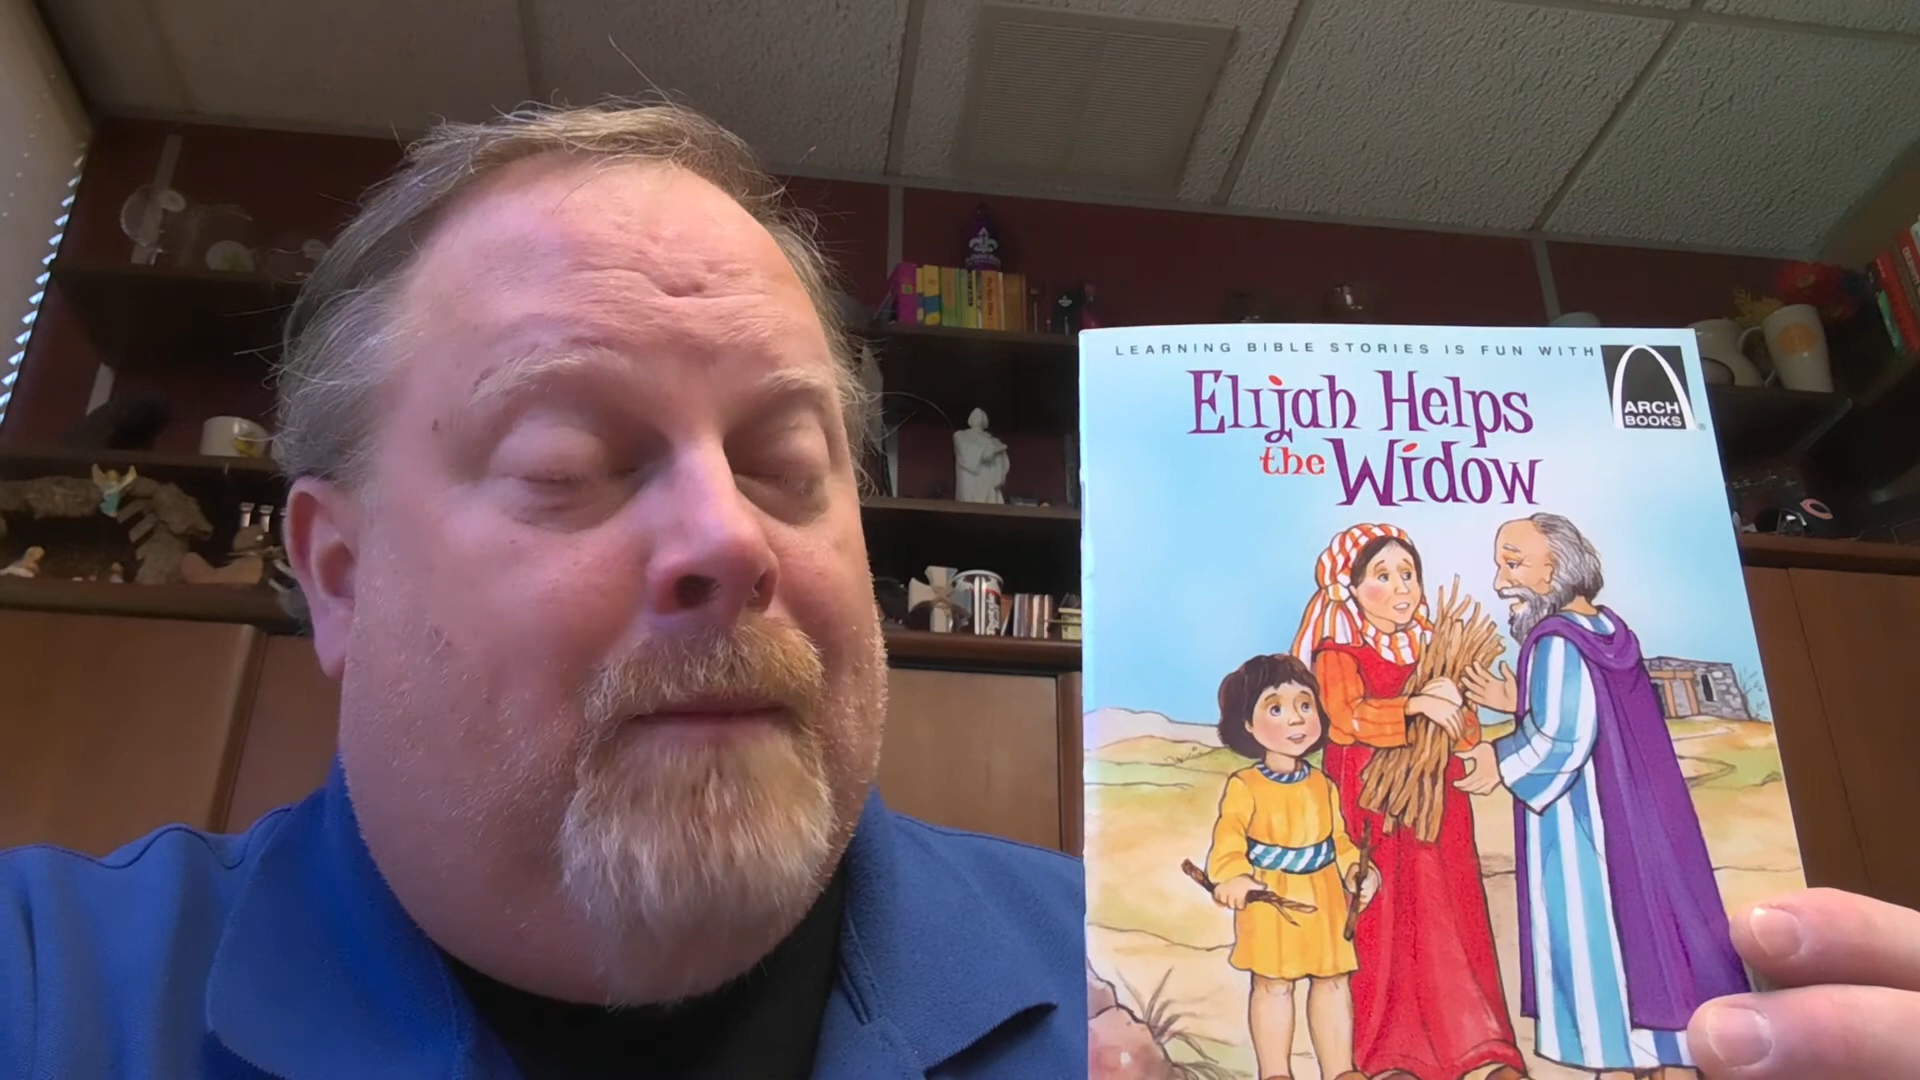 LEARNING BIBLE STORIES IS FUN WITH
ARCH
BOOKS
Elijah Helps
the Widow